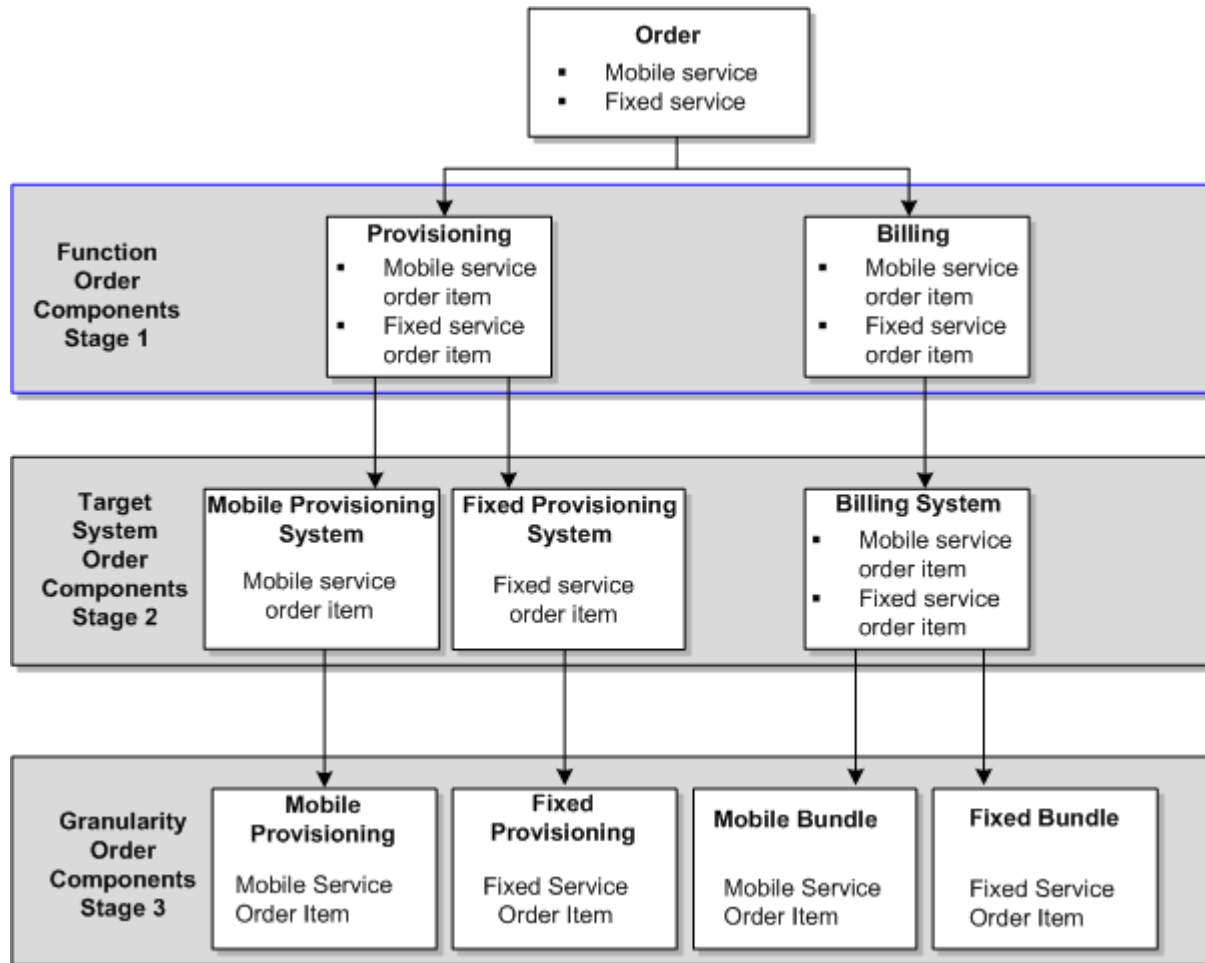 Order
▪ Mobile service
▪ Fixed service
Function
Order
Components
Stage 1
Provisioning
▪ Mobile service
order item
▪ Fixed service
order item
Billing
▪ Mobile service
order item
▪ Fixed service
order item
Target
System
Order
Components
Stage 2
Mobile Provisioning
System
Mobile service
order item
Fixed Provisioning
System
Fixed service
order item
Billing System
▪ Mobile service
order item
▪ Fixed service
order item
Granularity
Order
Components
Stage 3
Mobile
Provisioning
Mobile Service
Order Item
Fixed
Provisioning
Fixed Service
Order Item
Mobile Bundle
Mobile Service
Order Item
Fixed Bundle
Fixed Service
Order Item